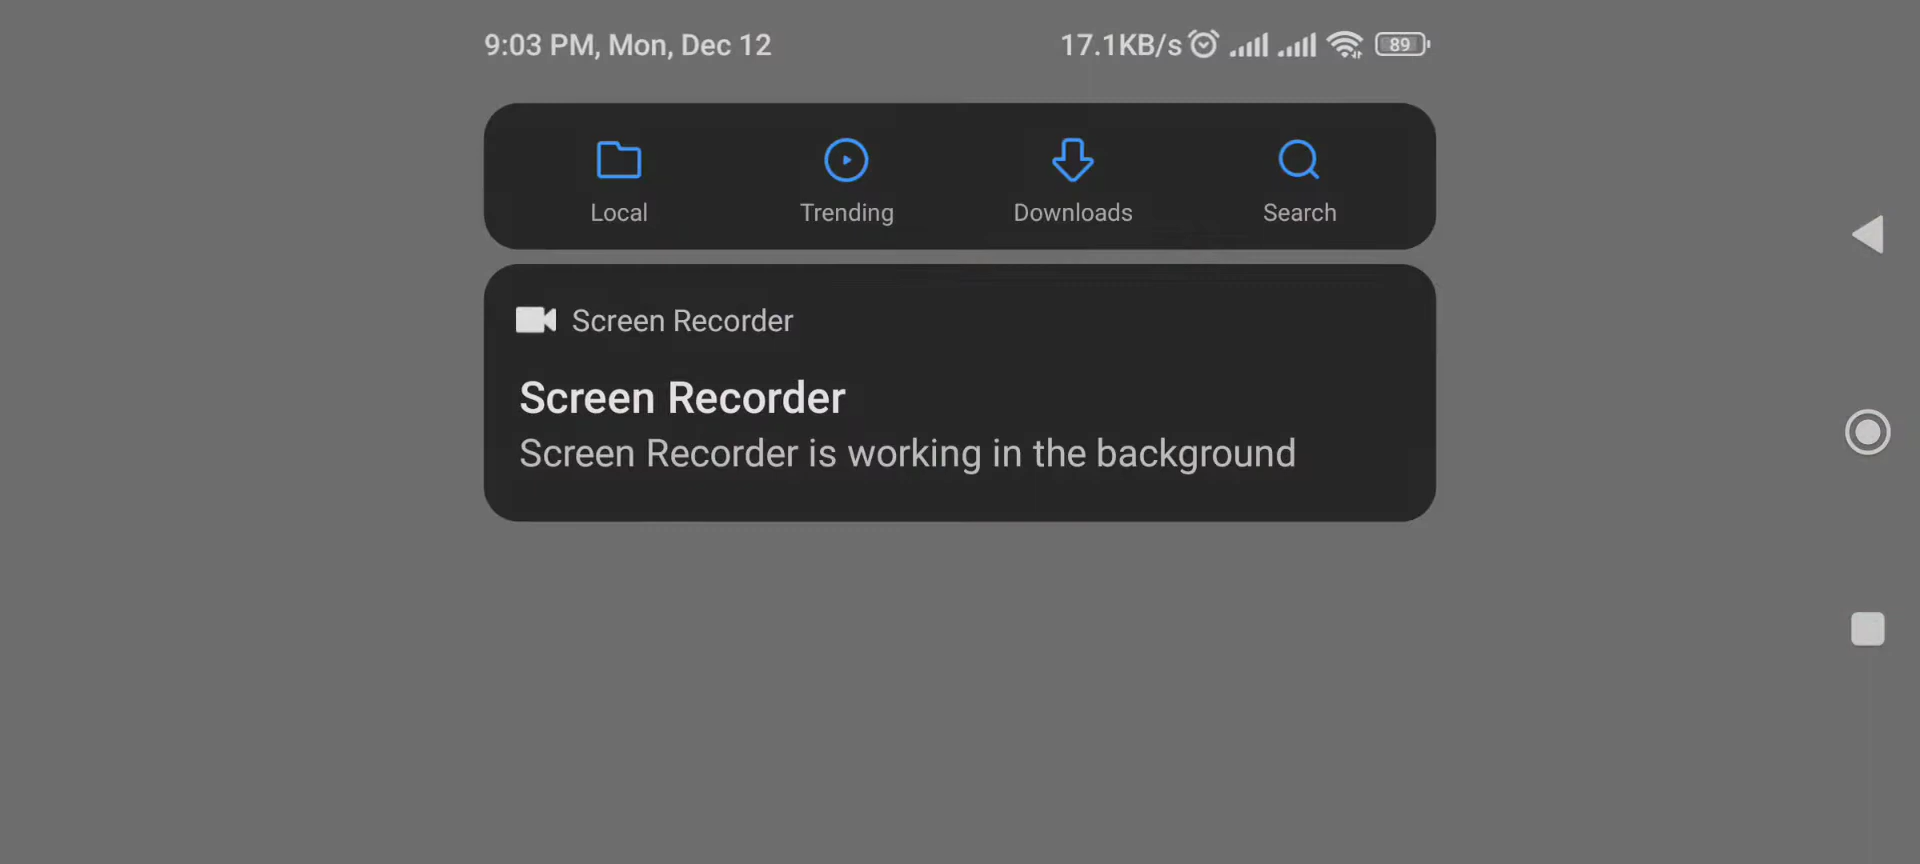 9:03 PM, Mon, Dec 12 17.1KB/s 89
Local Trending Downloads Search
Screen Recorder
Screen Recorder
Screen Recorder is working in the background